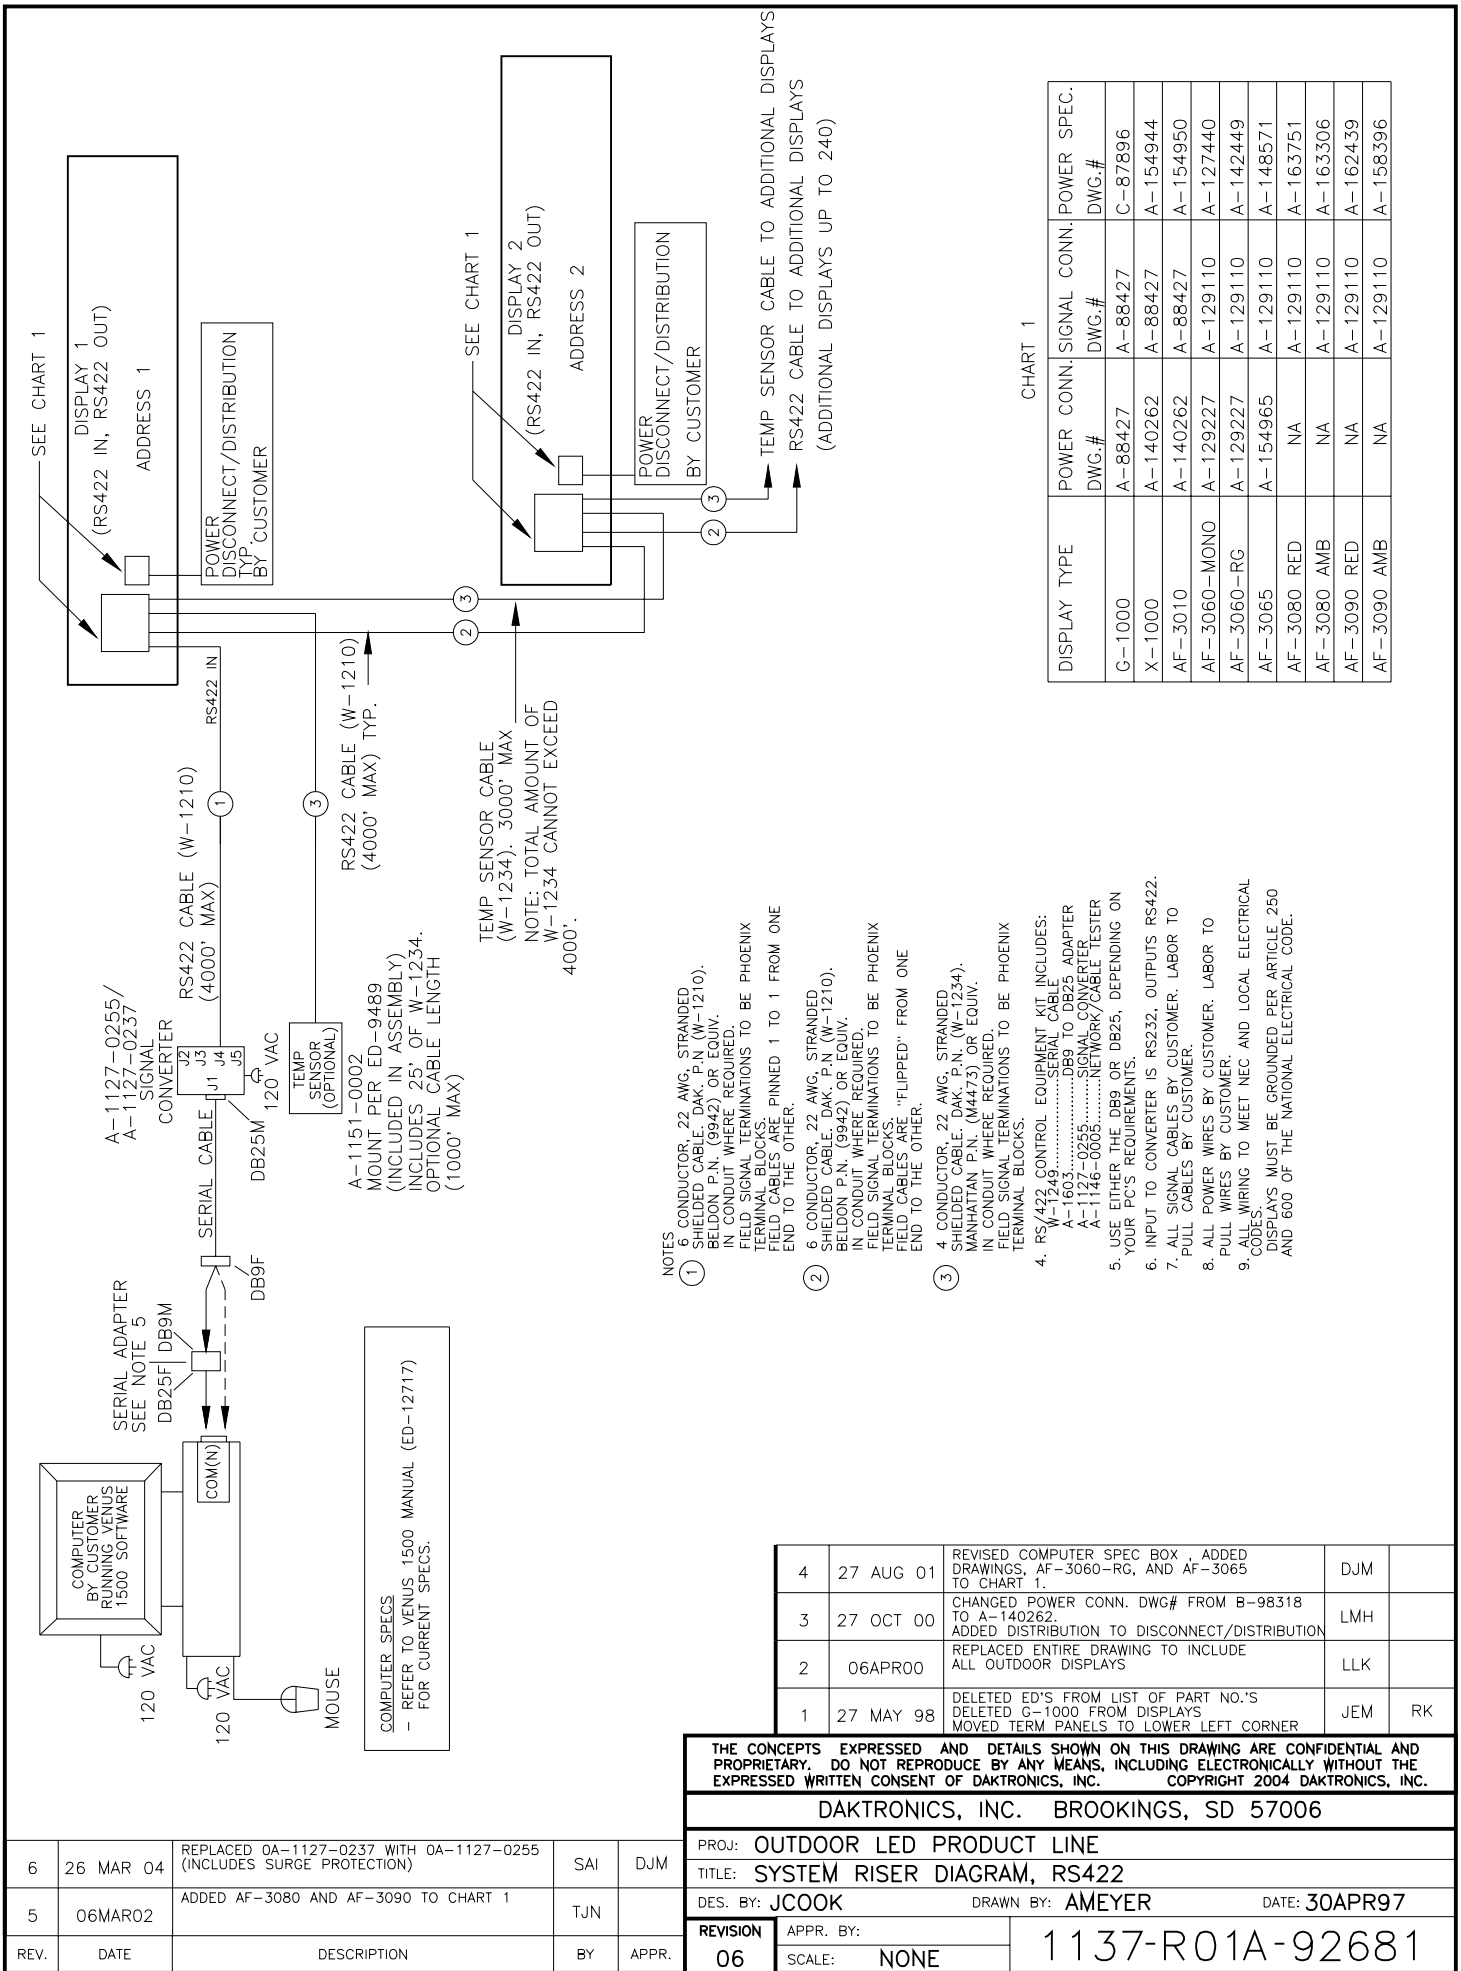 COMPUTER
BY CUSTOMER
RUNNING VENUS
1500 SOFTWARE
120 VAC
120 VAC
MOUSE
COM(N)
SERIAL ADAPTER
SEE NOTE 5
DB25F DB9M
DB9F
SERIAL CABLE
DB25M
A-1127-0255/
A-1127-0237
SIGNAL
CONVERTER
J1
J2
J3
J4
J5
120 VAC
RS422 CABLE (W-1210)
(4000' MAX)
1
RS422 IN
TEMP
SENSOR
(OPTIONAL)
3
A-1151-0002
MOUNT PER ED-9489
(INCLUDED IN ASSEMBLY)
INCLUDES 25' OF W-1234.
OPTIONAL CABLE LENGTH
(1000' MAX)
SEE CHART 1
DISPLAY 1
(RS422 IN, RS422 OUT)
ADDRESS 1
POWER
DISCONNECT/DISTRIBUTION
TYP.
BY CUSTOMER
RS422 CABLE (W-1210)
(4000' MAX) TYP.
2
3
TEMP SENSOR CABLE
(W-1234). 3000' MAX
NOTE: TOTAL AMOUNT OF
W-1234 CANNOT EXCEED
4000'.
SEE CHART 1
DISPLAY 2
(RS422 IN, RS422 OUT)
ADDRESS 2
POWER
DISCONNECT/DISTRIBUTION
BY CUSTOMER
3
2
TEMP SENSOR CABLE TO ADDITIONAL DISPLAYS
RS422 CABLE TO ADDITIONAL DISPLAYS
(ADDITIONAL DISPLAYS UP TO 240)
COMPUTER SPECS
- REFER TO VENUS 1500 MANUAL (ED-12717)
FOR CURRENT SPECS.
NOTES
1 6 CONDUCTOR, 22 AWG, STRANDED
SHIELDED CABLE. DAK. P.N (W-1210).
BELDON P.N. (9942) OR EQUIV.
IN CONDUIT WHERE REQUIRED.
FIELD SIGNAL TERMINATIONS TO BE PHOENIX
TERMINAL BLOCKS.
FIELD CABLES ARE PINNED 1 TO 1 FROM ONE
END TO THE OTHER.
2 6 CONDUCTOR, 22 AWG, STRANDED
SHIELDED CABLE. DAK. P.N (W-1210).
BELDON P.N. (9942) OR EQUIV.
IN CONDUIT WHERE REQUIRED.
FIELD SIGNAL TERMINATIONS TO BE PHOENIX
TERMINAL BLOCKS.
FIELD CABLES ARE "FLIPPED" FROM ONE
END TO THE OTHER.
3 4 CONDUCTOR, 22 AWG, STRANDED
SHIELDED CABLE. DAK. P.N. (W-1234).
MANHATTAN P.N. (M4473) OR EQUIV.
IN CONDUIT WHERE REQUIRED.
FIELD SIGNAL TERMINATIONS TO BE PHOENIX
TERMINAL BLOCKS.
4. RS/422 CONTROL EQUIPMENT KIT INCLUDES:
W-1249..............SERIAL CABLE
A-1603..............DB9 TO DB25 ADAPTER
A-1127-0255.......SIGNAL CONVERTER
A-1146-0005.......NETWORK/CABLE TESTER
5. USE EITHER THE DB9 OR DB25, DEPENDING ON
YOUR PC'S REQUIREMENTS.
6. INPUT TO CONVERTER IS RS232, OUTPUTS RS422.
7. ALL SIGNAL CABLES BY CUSTOMER. LABOR TO
PULL CABLES BY CUSTOMER.
8. ALL POWER WIRES BY CUSTOMER. LABOR TO
PULL WIRES BY CUSTOMER.
9. ALL WIRING TO MEET NEC AND LOCAL ELECTRICAL
CODES.
DISPLAYS MUST BE GROUNDED PER ARTICLE 250
AND 600 OF THE NATIONAL ELECTRICAL CODE.
CHART 1
DISPLAY TYPE POWER CONN. DWG.# SIGNAL CONN. DWG.# POWER SPEC. DWG.#
G-1000 A-88427 A-88427 C-87896
X-1000 A-140262 A-88427 A-154944
AF-3010 A-140262 A-88427 A-154950
AF-3060-MONO A-129227 A-129110 A-127440
AF-3060-RG A-129227 A-129110 A-142449
AF-3065 A-154965 A-129110 A-148571
AF-3080 RED NA A-129110 A-163751
AF-3080 AMB NA A-129110 A-163306
AF-3090 RED NA A-129110 A-162439
AF-3090 AMB NA A-129110 A-158396
4 27 AUG 01 REVISED COMPUTER SPEC BOX , ADDED
DRAWINGS, AF-3060-RG, AND AF-3065
TO CHART 1. DJM
3 27 OCT 00 CHANGED POWER CONN. DWG# FROM B-98318
TO A-140262.
ADDED DISTRIBUTION TO DISCONNECT/DISTRIBUTION LMH
2 06APR00 REPLACED ENTIRE DRAWING TO INCLUDE
ALL OUTDOOR DISPLAYS LLK
1 27 MAY 98 DELETED ED'S FROM LIST OF PART NO.'S
DELETED G-1000 FROM DISPLAYS
MOVED TERM PANELS TO LOWER LEFT CORNER JEM RK
THE CONCEPTS EXPRESSED AND DETAILS SHOWN ON THIS DRAWING ARE CONFIDENTIAL AND
PROPRIETARY. DO NOT REPRODUCE BY ANY MEANS, INCLUDING ELECTRONICALLY WITHOUT THE
EXPRESSED WRITTEN CONSENT OF DAKTRONICS, INC. COPYRIGHT 2004 DAKTRONICS, INC.
DAKTRONICS, INC. BROOKINGS, SD 57006
PROJ: OUTDOOR LED PRODUCT LINE
TITLE: SYSTEM RISER DIAGRAM, RS422
DES. BY: JCOOK DRAWN BY: AMEYER DATE: 30APR97
REVISION 06 APPR. BY:
SCALE: NONE
1137-R01A-92681
6 26 MAR 04 REPLACED 0A-1127-0237 WITH 0A-1127-0255
(INCLUDES SURGE PROTECTION) SAI DJM
5 06MAR02 ADDED AF-3080 AND AF-3090 TO CHART 1 TJN
REV. DATE DESCRIPTION BY APPR.